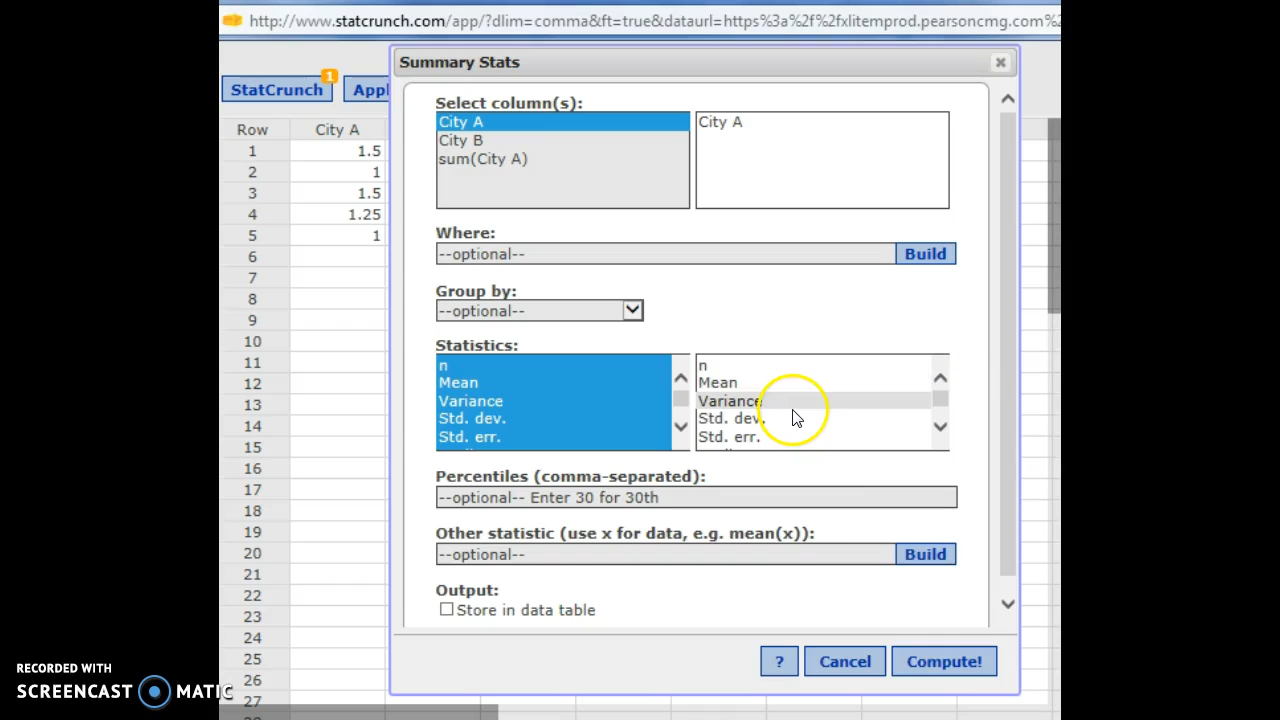 http://www.statcrunch.com/app/?dlim=comma&ft=true&dataurl=https%3a%2f%2fxlitemprod.pearsoncmg.com%2
Summary Stats
StatCrunch
1
Appl
Select column(s):
City A
City B
sum(City A)
City A
Where:
--optional--
Build
Group by:
--optional--
Statistics:
n
Mean
Variance
Std. dev.
Std. err.
n
Mean
Variance
Std. dev.
Std. err.
Percentiles (comma-separated):
--optional-- Enter 30 for 30th
Other statistic (use x for data, e.g. mean(x)):
--optional--
Build
Output:
Store in data table
?
Cancel
Compute!
Row City A
1 1.5
2 1
3 1.5
4 1.25
5 1
6
7
8
9
10
11
12
13
14
15
16
17
18
19
20
21
22
23
24
25
26
27
RECORDED WITH
SCREENCAST MATIC